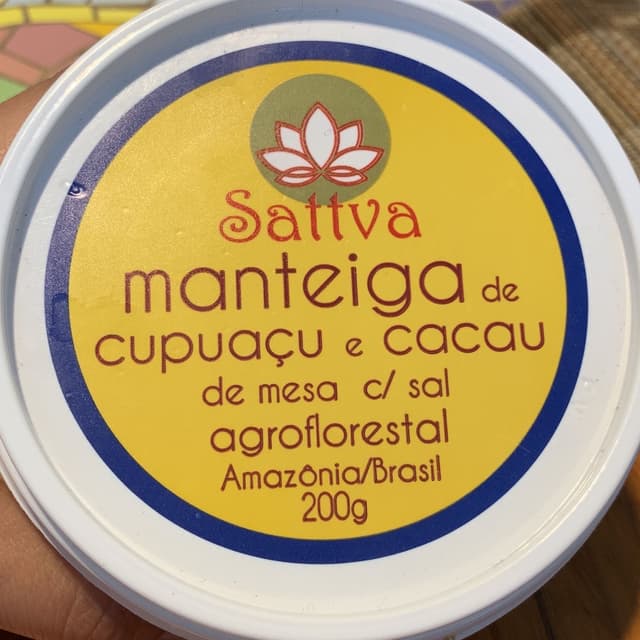 Sattva
manteiga de
cupuaçu e cacau
de mesa c/ sal
agroflorestal
Amazônia/Brasil
200g